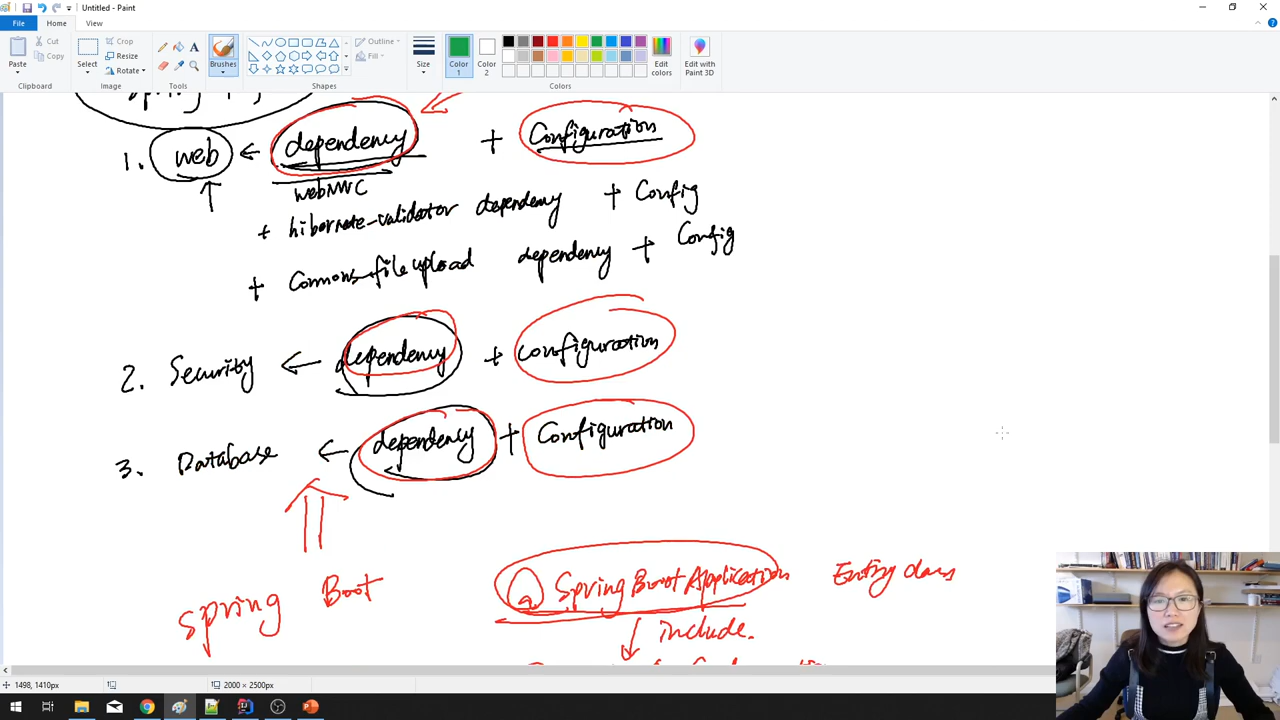 Untitled - Paint
File Home View
Paste
Cut
Copy
Clipboard
Select
Crop
Resize
Rotate
Image
Tools
Brushes
Shapes
Outline
Fill
Size
Color 1
Color 2
Edit colors
Colors
Edit with Paint 3D
Spring
1. web ← dependency + Configuration
WebMVC
+ hibernate-validator dependency + Config
+ Commons-fileupload dependency + Config
2. Security ← dependency + configuration
3. Database ← dependency + Configuration
Spring Boot
@ SpringBootApplication Entry class
include.
1498, 1410px
2000 × 2500px